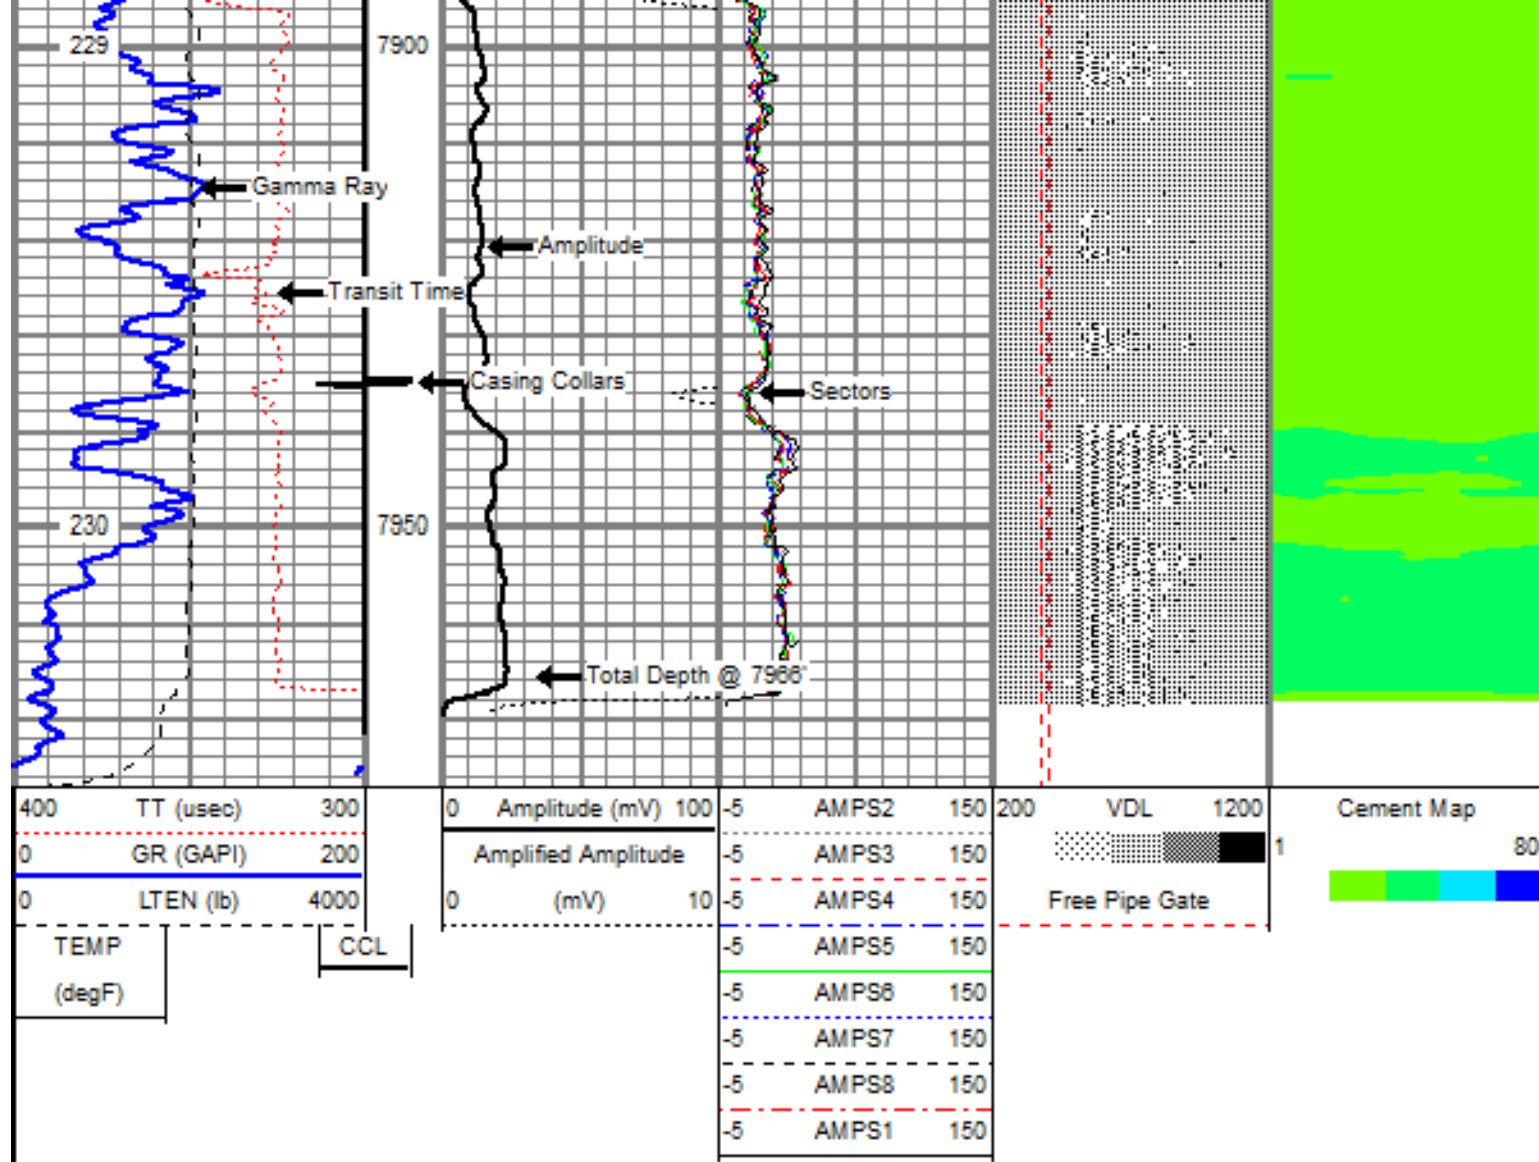 229
7900
Gamma Ray
Amplitude
Transit Time
Casing Collars
Sectors
230
7950
Total Depth @ 7966'
400 TT (usec) 300
0 GR (GAPI) 200
0 LTEN (lb) 4000
TEMP
(degF)
CCL
0 Amplitude (mV) 100
Amplified Amplitude
0 (mV) 10
-5 AMPS2 150
-5 AMPS3 150
-5 AMPS4 150
-5 AMPS5 150
-5 AMPS6 150
-5 AMPS7 150
-5 AMPS8 150
-5 AMPS1 150
200 VDL 1200
Free Pipe Gate
Cement Map
1 80